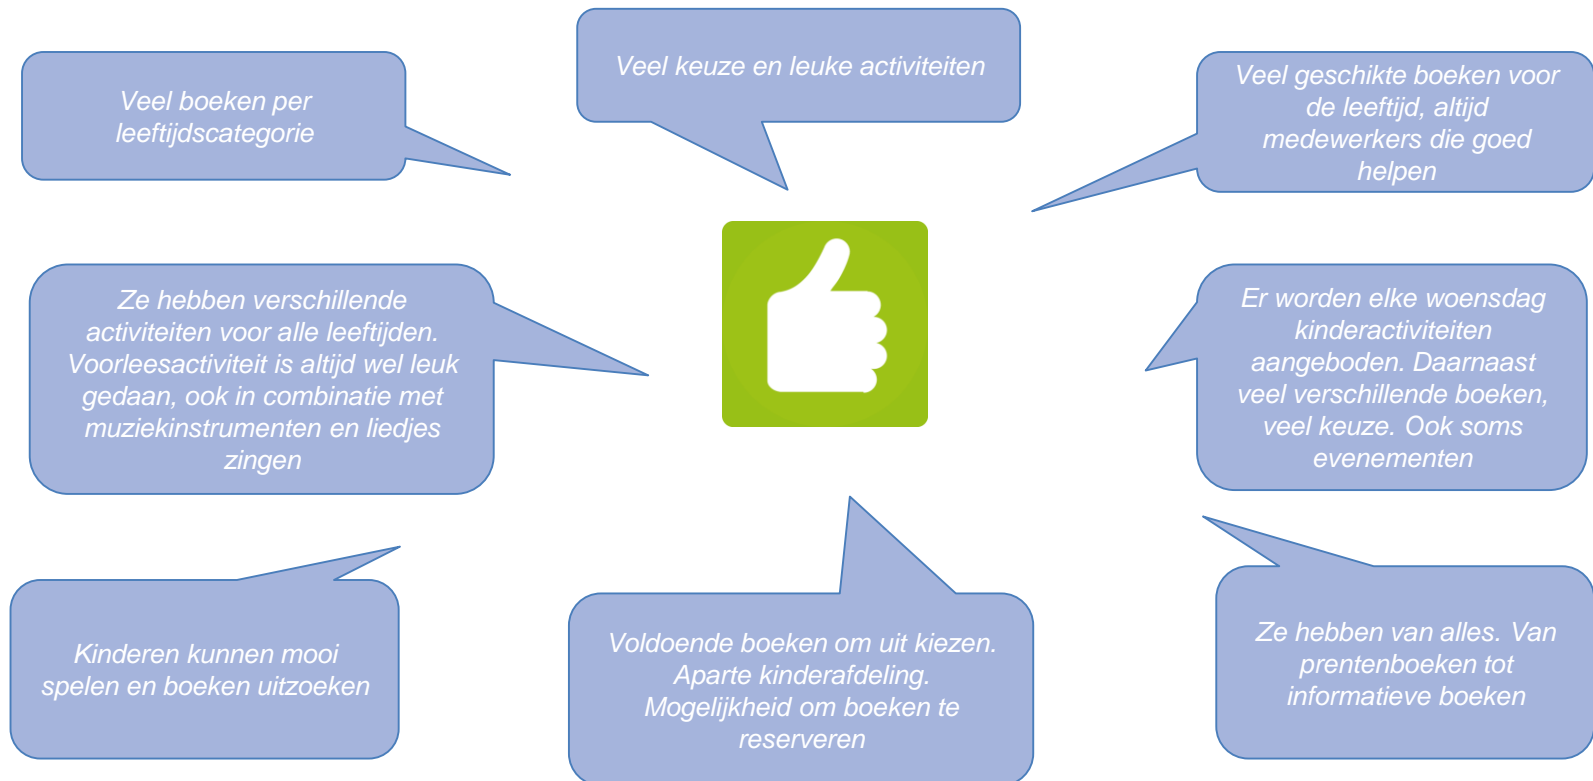 Veel keuze en leuke activiteiten
Veel boeken per
leeftijdscategorie
Veel geschikte boeken voor
de leeftijd, altijd
medewerkers die goed
helpen
Ze hebben verschillende
activiteiten voor alle leeftijden.
Voorleesactiviteit is altijd wel leuk
gedaan, ook in combinatie met
muziekinstrumenten en liedjes
zingen
Er worden elke woensdag
kinderactiviteiten
aangeboden. Daarnaast
veel verschillende boeken,
veel keuze. Ook soms
evenementen
Kinderen kunnen mooi
spelen en boeken uitzoeken
Voldoende boeken om uit kiezen.
Aparte kinderafdeling.
Mogelijkheid om boeken te
reserveren
Ze hebben van alles. Van
prentenboeken tot
informatieve boeken